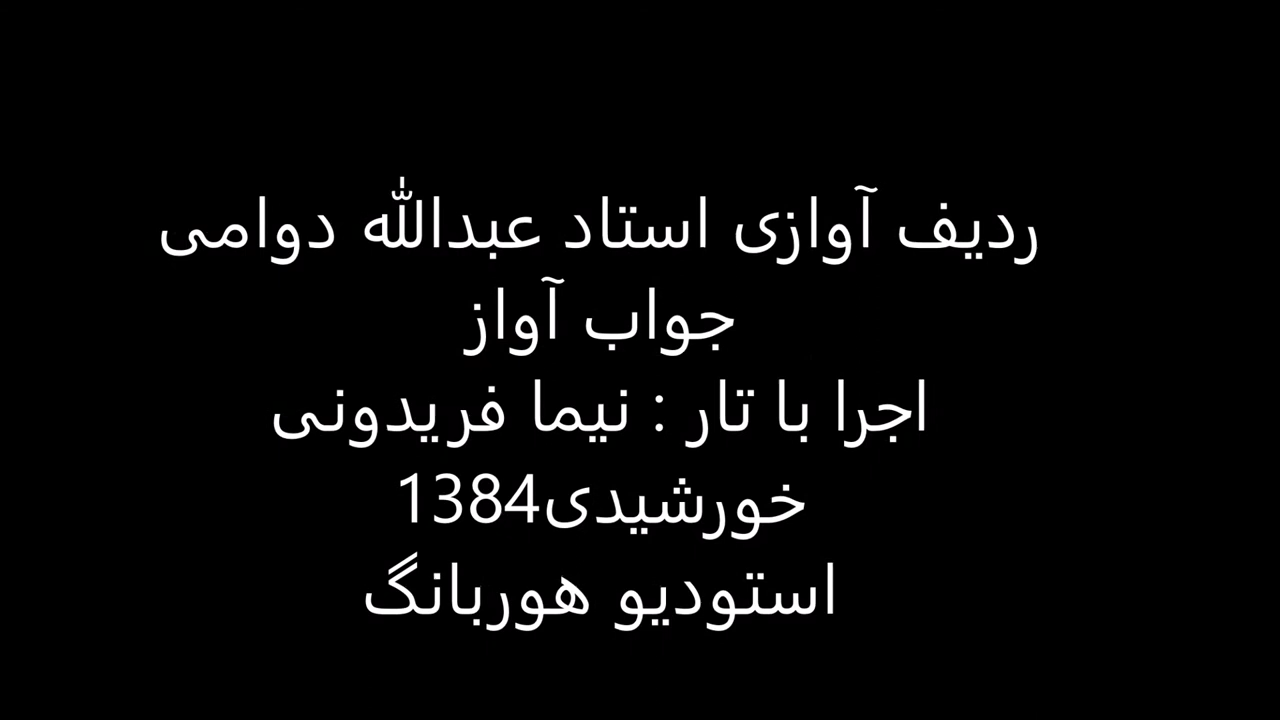 ردیف آوازی استاد عبدالله دوامی
جواب آواز
اجرا با تار : نیما فریدونی
خورشیدی1384
استودیو هوربانگ